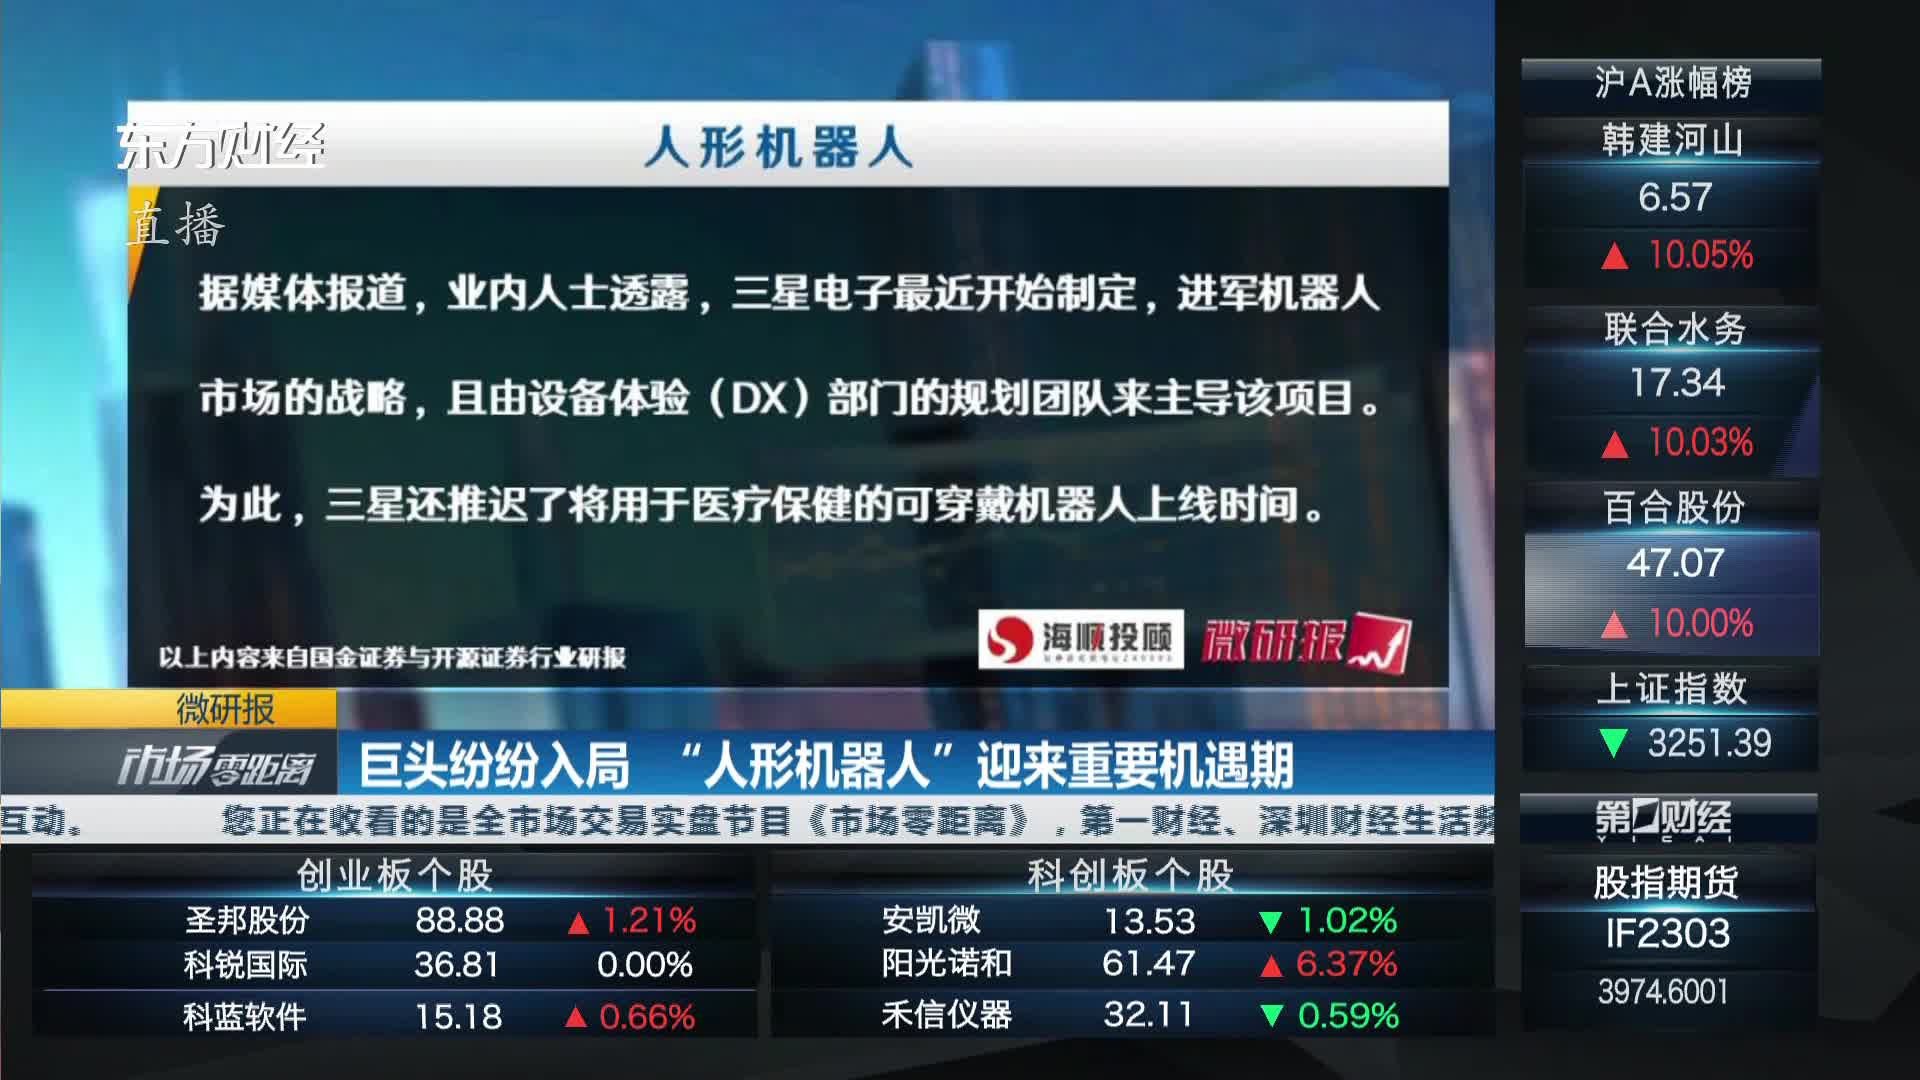 东方财经
直播
人形机器人
据媒体报道，业内人士透露，三星电子最近开始制定，进军机器人
市场的战略，且由设备体验（DX）部门的规划团队来主导该项目。
为此，三星还推迟了将用于医疗保健的可穿戴机器人上线时间。
以上内容来自国金证券与开源证券行业研报
海顺投顾
微研报
微研报
市场零距离
巨头纷纷入局 “人形机器人”迎来重要机遇期
互动。 您正在收看的是全市场交易实盘节目《市场零距离》，第一财经、深圳财经生活频
创业板个股
圣邦股份 88.88 ▲ 1.21%
科锐国际 36.81 0.00%
科蓝软件 15.18 ▲ 0.66%
科创板个股
安凯微 13.53 ▼ 1.02%
阳光诺和 61.47 ▲ 6.37%
禾信仪器 32.11 ▼ 0.59%
沪A涨幅榜
韩建河山
6.57
▲ 10.05%
联合水务
17.34
▲ 10.03%
百合股份
47.07
▲ 10.00%
上证指数
▼ 3251.39
第一财经
YICAI
股指期货
IF2303
3974.6001